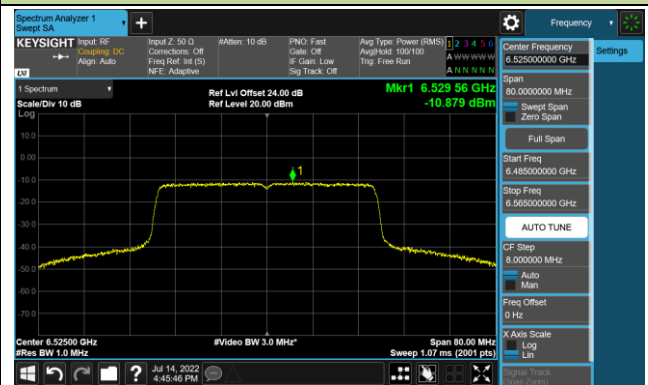 Spectrum Analyzer 1
Swept SA
Frequency
KEYSIGHT
Input: RF
Coupling: DC
Align: Auto
Input Z: 50 Ω
Corrections: Off
Freq Ref: Int (S)
NFE: Adaptive
#Atten: 10 dB
PNO: Fast
Gate: Off
IF Gain: Low
Sig Track: Off
Avg Type: Power (RMS)
Avg|Hold: 100/100
Trig: Free Run
1 2 3 4 5 6
A W W W W W
A N N N N N
LXI
1 Spectrum
Scale/Div 10 dB
Ref Lvl Offset 24.00 dB
Ref Level 20.00 dBm
Mkr1 6.529 56 GHz
-10.879 dBm
Log
10.0
0.00
-10.0
-20.0
-30.0
-40.0
-50.0
-60.0
-70.0
1
Center 6.52500 GHz
#Res BW 1.0 MHz
#Video BW 3.0 MHz*
Span 80.00 MHz
Sweep 1.07 ms (2001 pts)
Jul 14, 2022
4:45:46 PM
Center Frequency
6.525000000 GHz
Settings
Span
80.0000000 MHz
Swept Span
Zero Span
Full Span
Start Freq
6.485000000 GHz
Stop Freq
6.565000000 GHz
AUTO TUNE
CF Step
8.000000 MHz
Auto
Man
Freq Offset
0 Hz
X Axis Scale
Log
Lin
Signal Track
(Span Zoom)